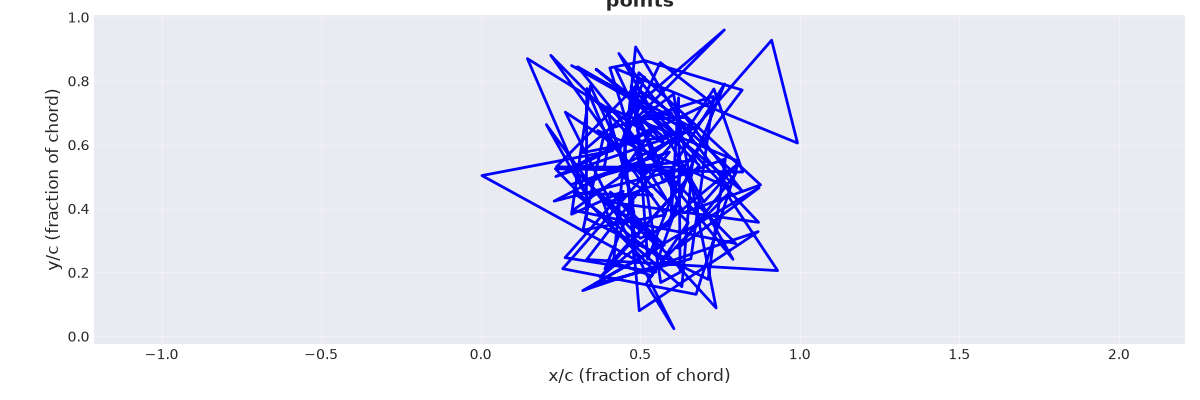 points
1.0
0.8
0.6
0.4
0.2
0.0
y/c (fraction of chord)
−1.0 −0.5 0.0 0.5 1.0 1.5 2.0
x/c (fraction of chord)